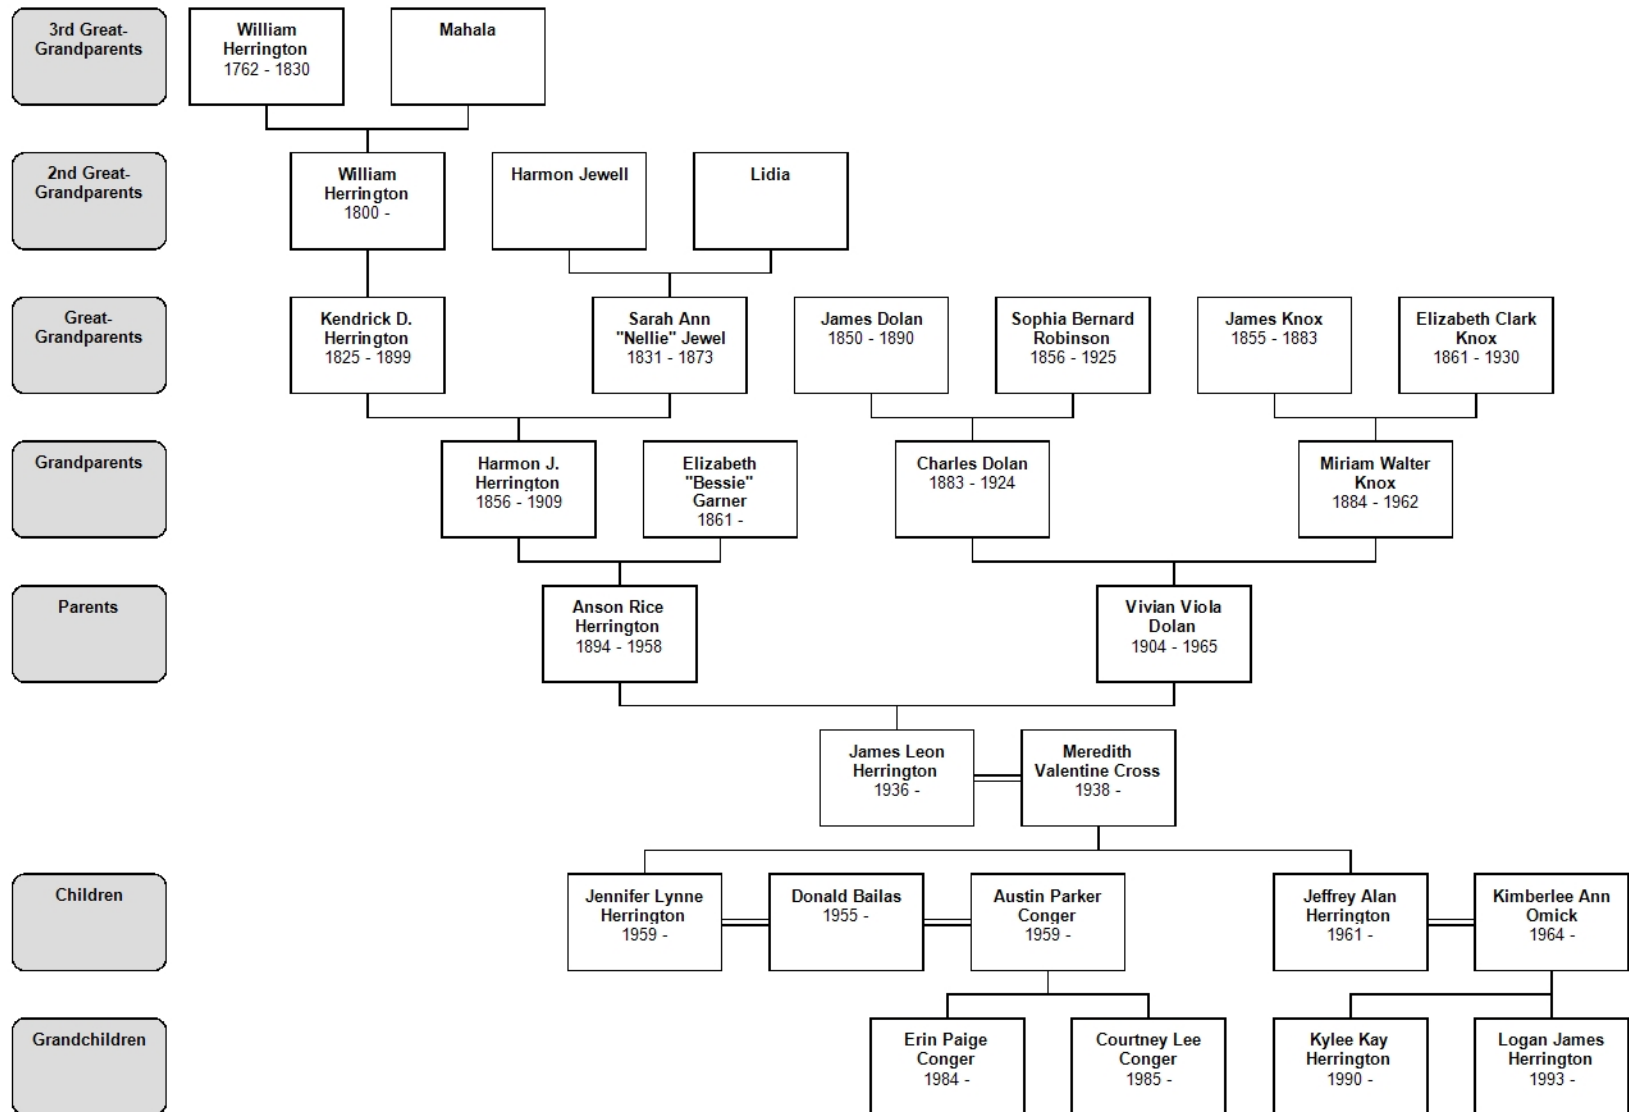 3rd Great-
Grandparents
William
Herrington
1762 - 1830
Mahala
2nd Great-
Grandparents
William
Herrington
1800 -
Harmon Jewell
Lidia
Great-
Grandparents
Kendrick D.
Herrington
1825 - 1899
Sarah Ann
"Nellie" Jewel
1831 - 1873
James Dolan
1850 - 1890
Sophia Bernard
Robinson
1856 - 1925
James Knox
1855 - 1883
Elizabeth Clark
Knox
1861 - 1930
Grandparents
Harmon J.
Herrington
1856 - 1909
Elizabeth
"Bessie"
Garner
1861 -
Charles Dolan
1883 - 1924
Miriam Walter
Knox
1884 - 1962
Parents
Anson Rice
Herrington
1894 - 1958
Vivian Viola
Dolan
1904 - 1965
James Leon
Herrington
1936 -
Meredith
Valentine Cross
1938 -
Children
Jennifer Lynne
Herrington
1959 -
Donald Bailas
1955 -
Austin Parker
Conger
1959 -
Jeffrey Alan
Herrington
1961 -
Kimberlee Ann
Omick
1964 -
Grandchildren
Erin Paige
Conger
1984 -
Courtney Lee
Conger
1985 -
Kylee Kay
Herrington
1990 -
Logan James
Herrington
1993 -